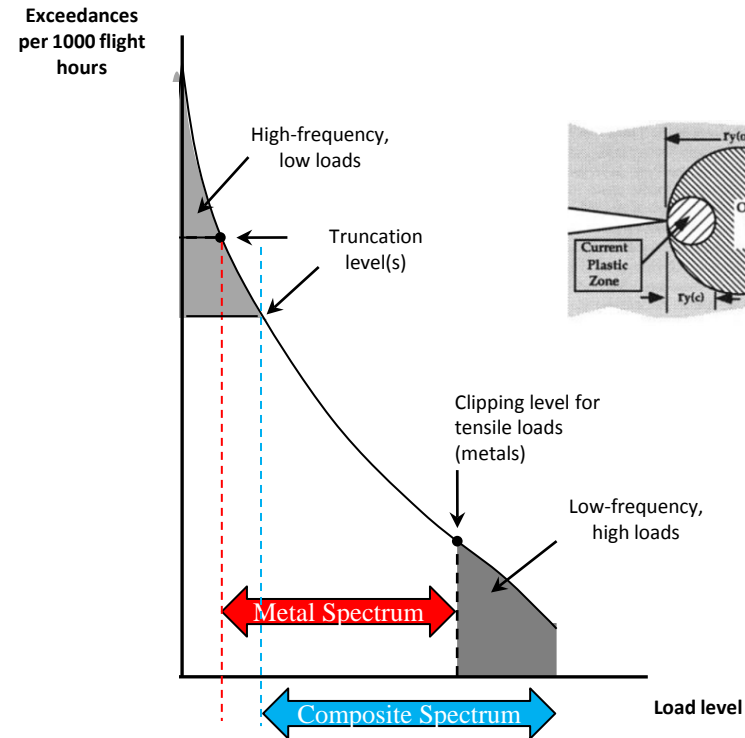 Exceedances
per 1000 flight
hours
High-frequency,
low loads
Truncation
level(s)
Current
Plastic
Zone
ry(c)
Clipping level for
tensile loads
(metals)
Low-frequency,
high loads
Metal Spectrum
Composite Spectrum
Load level